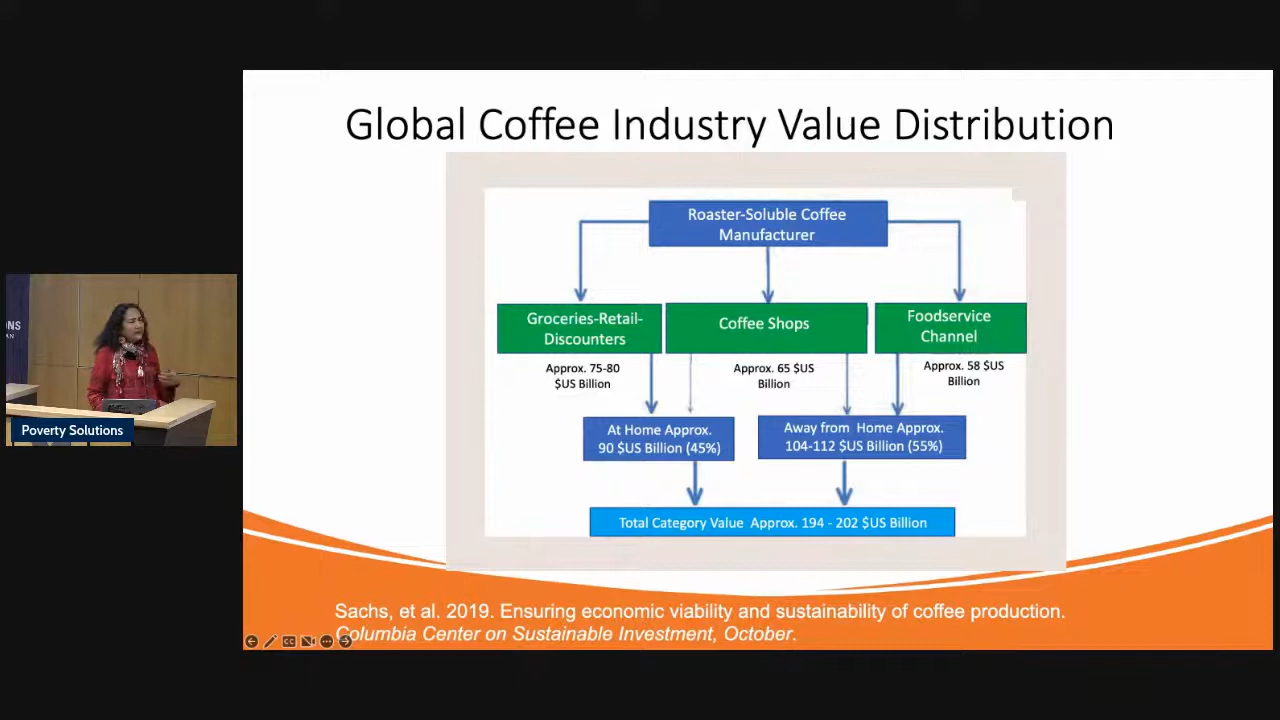 Global Coffee Industry Value Distribution
Roaster-Soluble Coffee
Manufacturer
Groceries-Retail-
Discounters
Coffee Shops
Foodservice
Channel
Approx. 75-80
$US Billion
Approx. 65 $US
Billion
Approx. 58 $US
Billion
At Home Approx.
90 $US Billion (45%)
Away from Home Approx.
104-112 $US Billion (55%)
Total Category Value Approx. 194 - 202 $US Billion
Sachs, et al. 2019. Ensuring economic viability and sustainability of coffee production.
Columbia Center on Sustainable Investment, October.
CC
Poverty Solutions